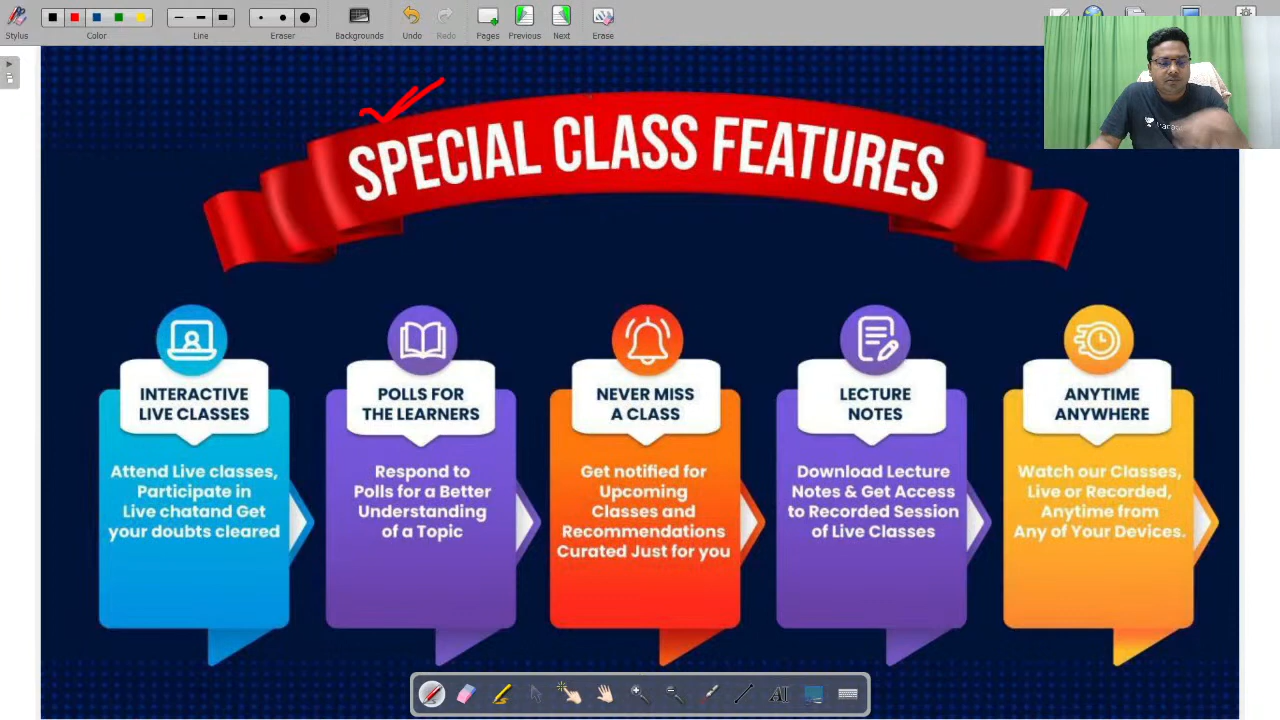 Stylus
Color
Line
Eraser
Backgrounds
Undo
Redo
Pages
Previous
Next
Erase
SPECIAL CLASS FEATURES
INTERACTIVE
LIVE CLASSES
Attend Live classes,
Participate in
Live chatand Get
your doubts cleared
POLLS FOR
THE LEARNERS
Respond to
Polls for a Better
Understanding
of a Topic
NEVER MISS
A CLASS
Get notified for
Upcoming
Classes and
Recommendations
Curated Just for you
LECTURE
NOTES
Download Lecture
Notes & Get Access
to Recorded Session
of Live Classes
ANYTIME
ANYWHERE
Watch our Classes,
Live or Recorded,
Anytime from
Any of Your Devices.
AI